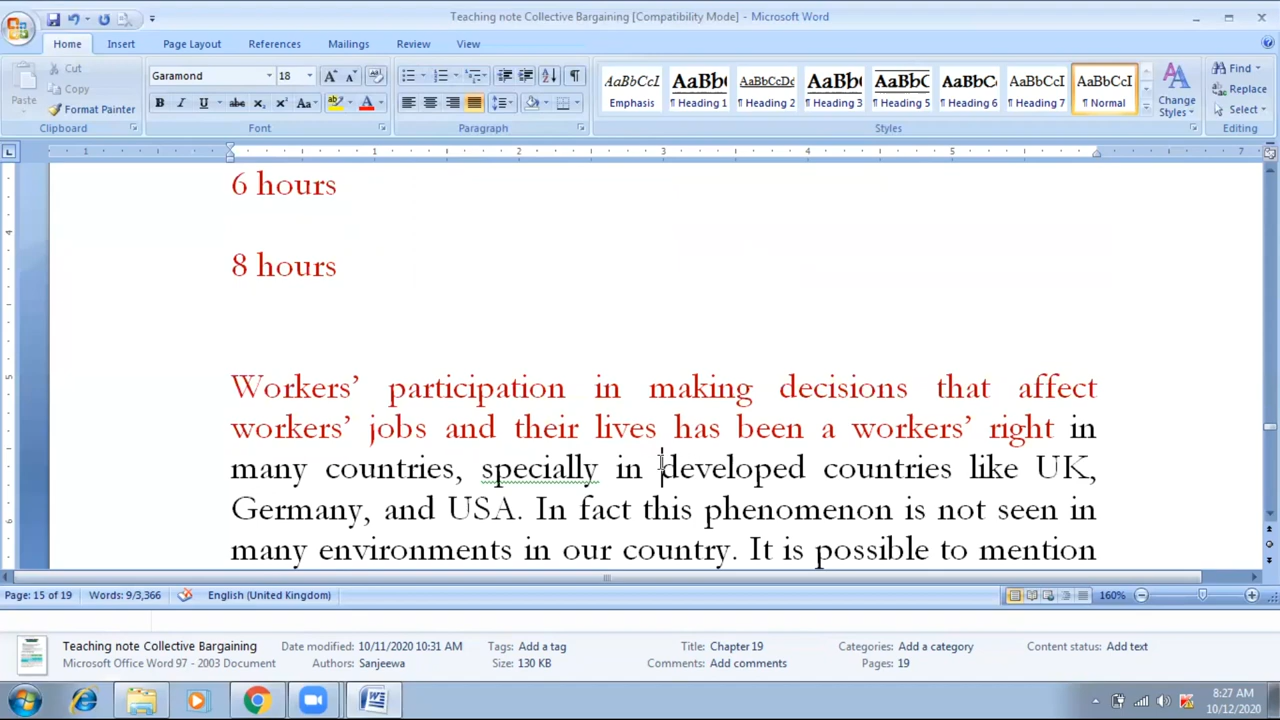 Teaching note Collective Bargaining [Compatibility Mode] - Microsoft Word
Home Insert Page Layout References Mailings Review View
Cut
Copy
Paste
Format Painter
Clipboard
Garamond 18
Font
Paragraph
AaBbCcI AaBb( AaBbCcDc AaBb( AaBbC AaBbC AaBbCcI AaBbCcI
Emphasis ¶ Heading 1 ¶ Heading 2 ¶ Heading 3 ¶ Heading 5 ¶ Heading 6 ¶ Heading 7 ¶ Normal
Change Styles
Styles
Find
Replace
Select
Editing
1 1 2 3 4 5 7
6 hours
8 hours
Workers’ participation in making decisions that affect
workers’ jobs and their lives has been a workers’ right in
many countries, specially in developed countries like UK,
Germany, and USA. In fact this phenomenon is not seen in
many environments in our country. It is possible to mention
Page: 15 of 19 Words: 9/3,366 English (United Kingdom) 160%
Teaching note Collective Bargaining Date modified: 10/11/2020 10:31 AM Tags: Add a tag Title: Chapter 19 Categories: Add a category Content status: Add text
Microsoft Office Word 97 - 2003 Document Authors: Sanjeewa Size: 130 KB Comments: Add comments Pages: 19
8:27 AM
10/12/2020